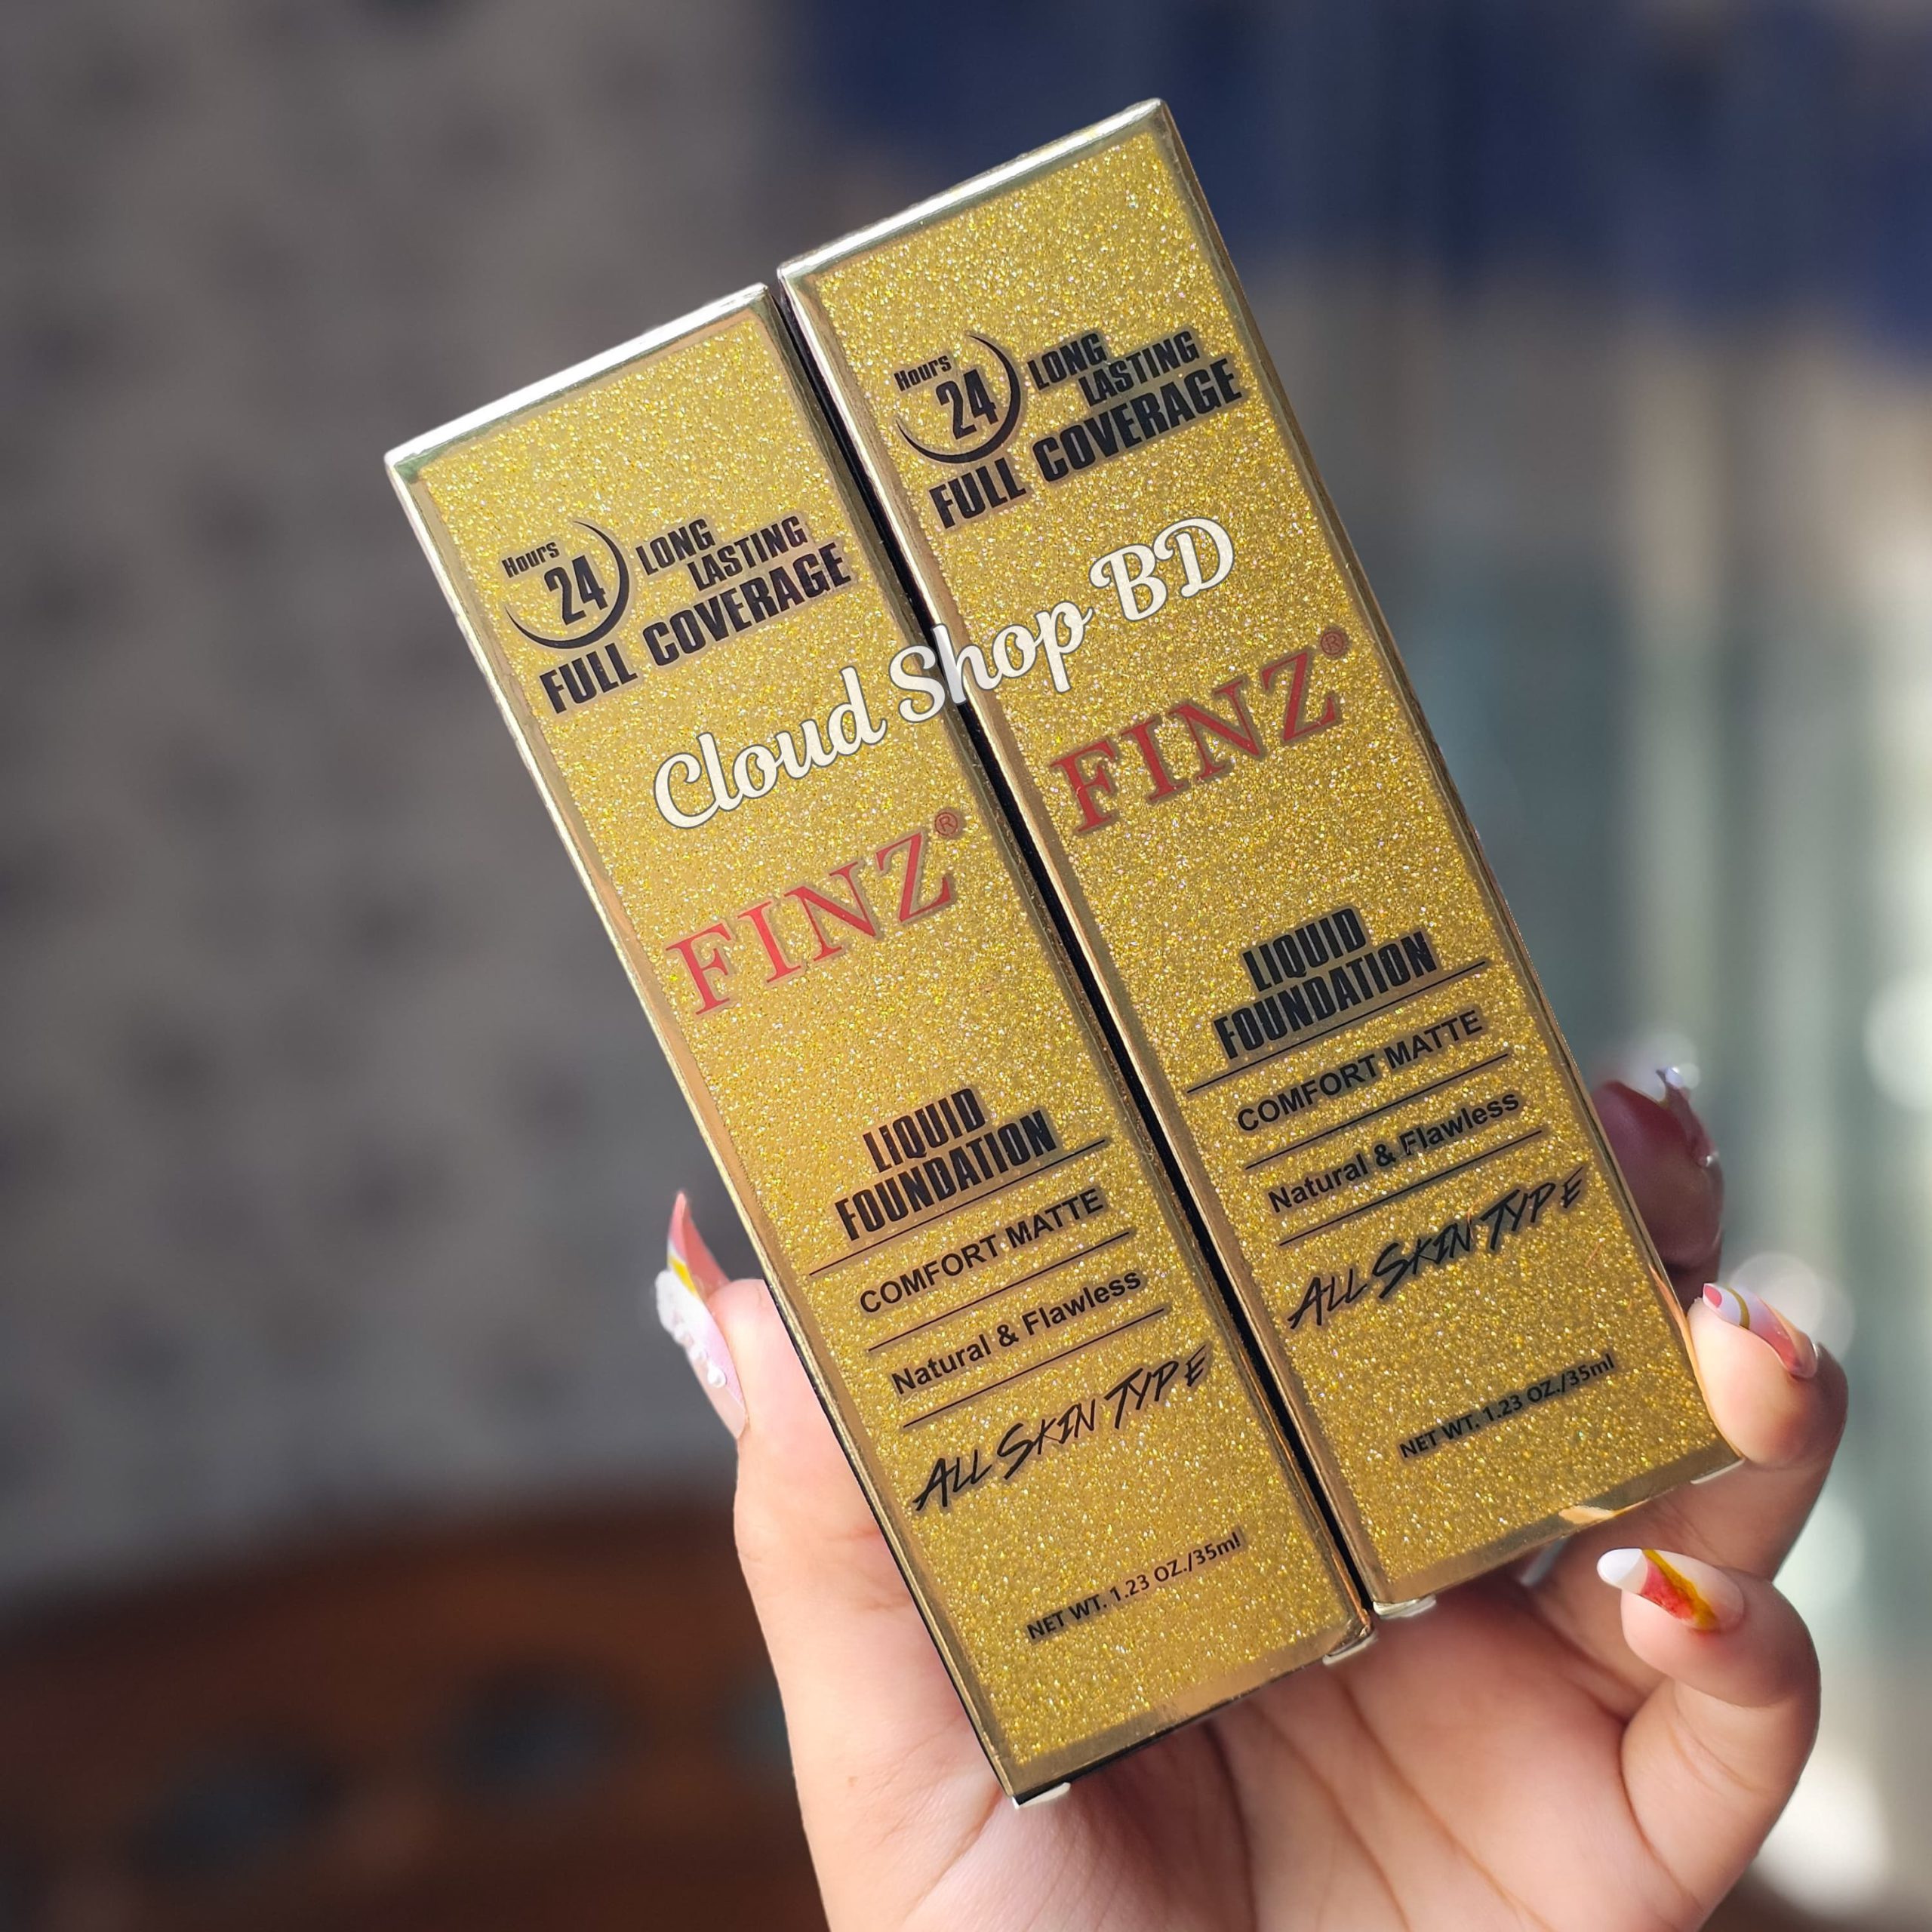 Hours
24
LONG
LASTING
FULL COVERAGE
FINZ®
LIQUID
FOUNDATION
COMFORT MATTE
Natural & Flawless
ALL SKIN TYPE
NET WT. 1.23 OZ./35ml
Hours
24
LONG
LASTING
FULL COVERAGE
Cloud Shop BD
FINZ®
LIQUID
FOUNDATION
COMFORT MATTE
Natural & Flawless
ALL SKIN TYPE
NET WT. 1.23 OZ./35ml